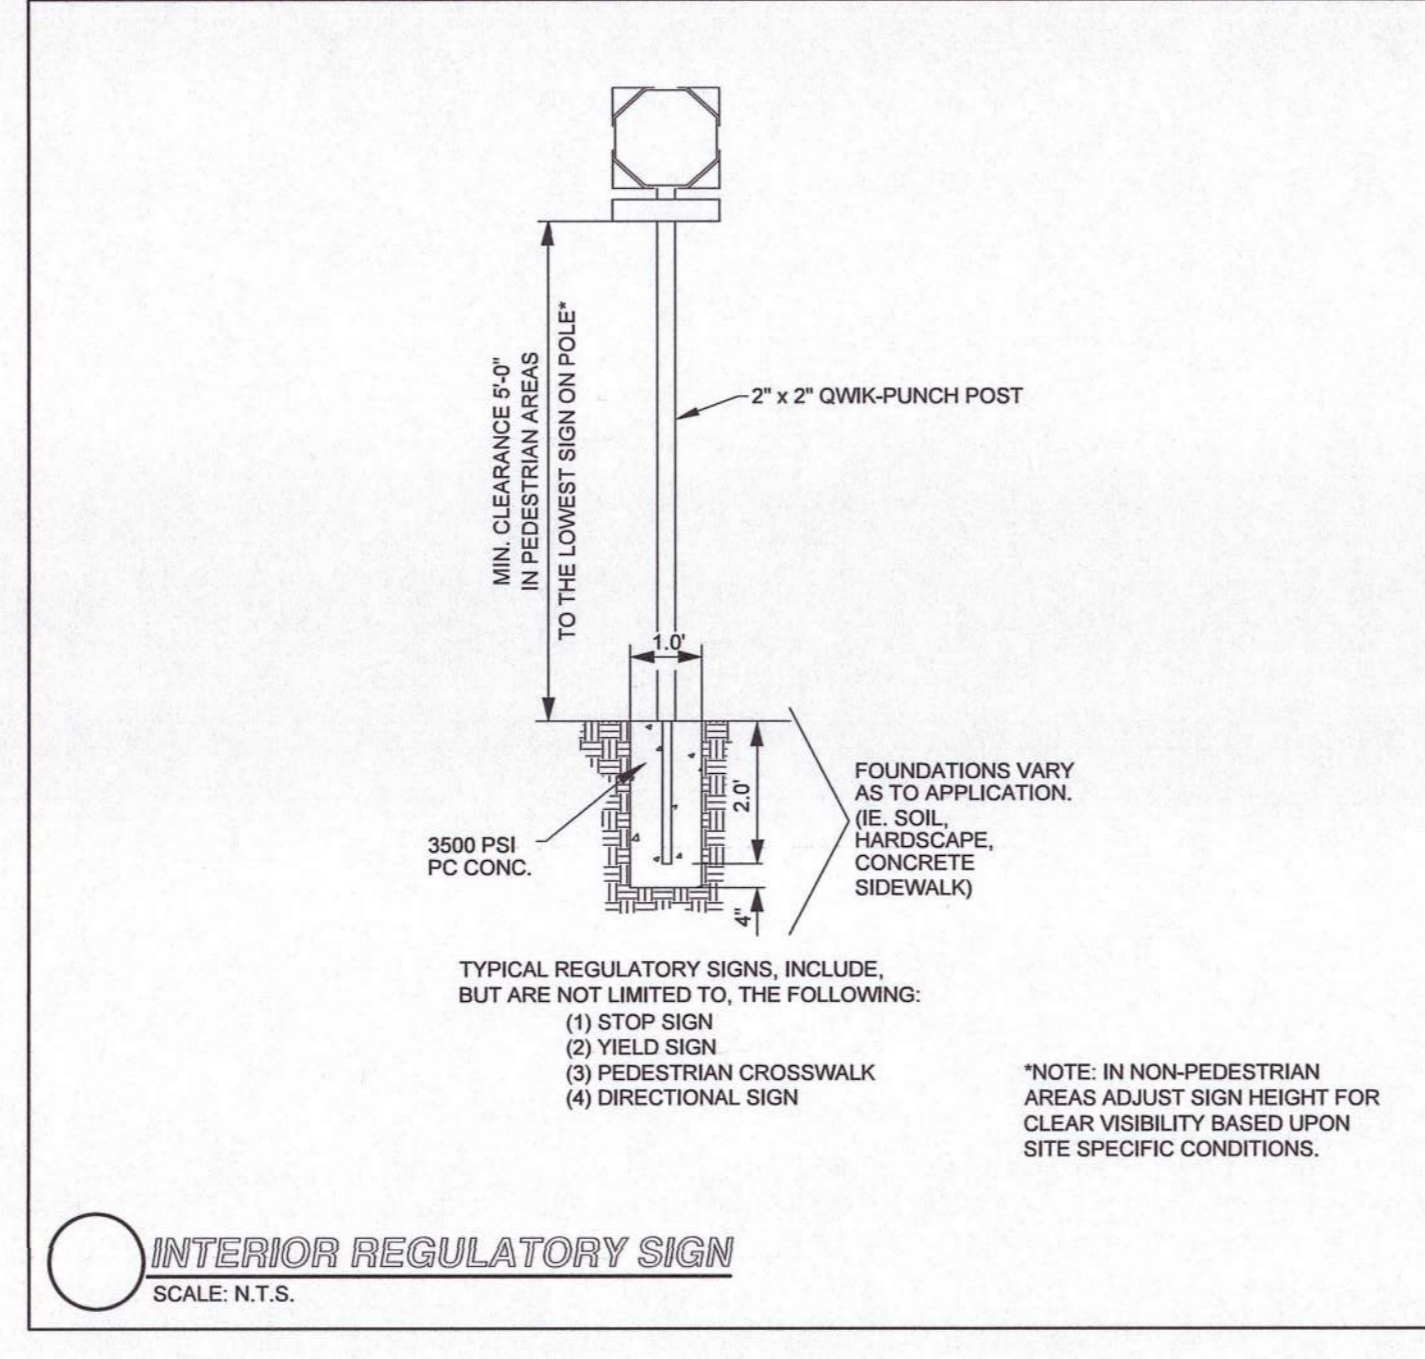 MIN. CLEARANCE 5'-0"
IN PEDESTRIAN AREAS
TO THE LOWEST SIGN ON POLE*
2" x 2" QWIK-PUNCH POST
1.0'
2.0'
4"
3500 PSI
PC CONC.
FOUNDATIONS VARY
AS TO APPLICATION.
(IE. SOIL,
HARDSCAPE,
CONCRETE
SIDEWALK)
TYPICAL REGULATORY SIGNS, INCLUDE,
BUT ARE NOT LIMITED TO, THE FOLLOWING:
(1) STOP SIGN
(2) YIELD SIGN
(3) PEDESTRIAN CROSSWALK
(4) DIRECTIONAL SIGN
*NOTE: IN NON-PEDESTRIAN
AREAS ADJUST SIGN HEIGHT FOR
CLEAR VISIBILITY BASED UPON
SITE SPECIFIC CONDITIONS.
INTERIOR REGULATORY SIGN
SCALE: N.T.S.